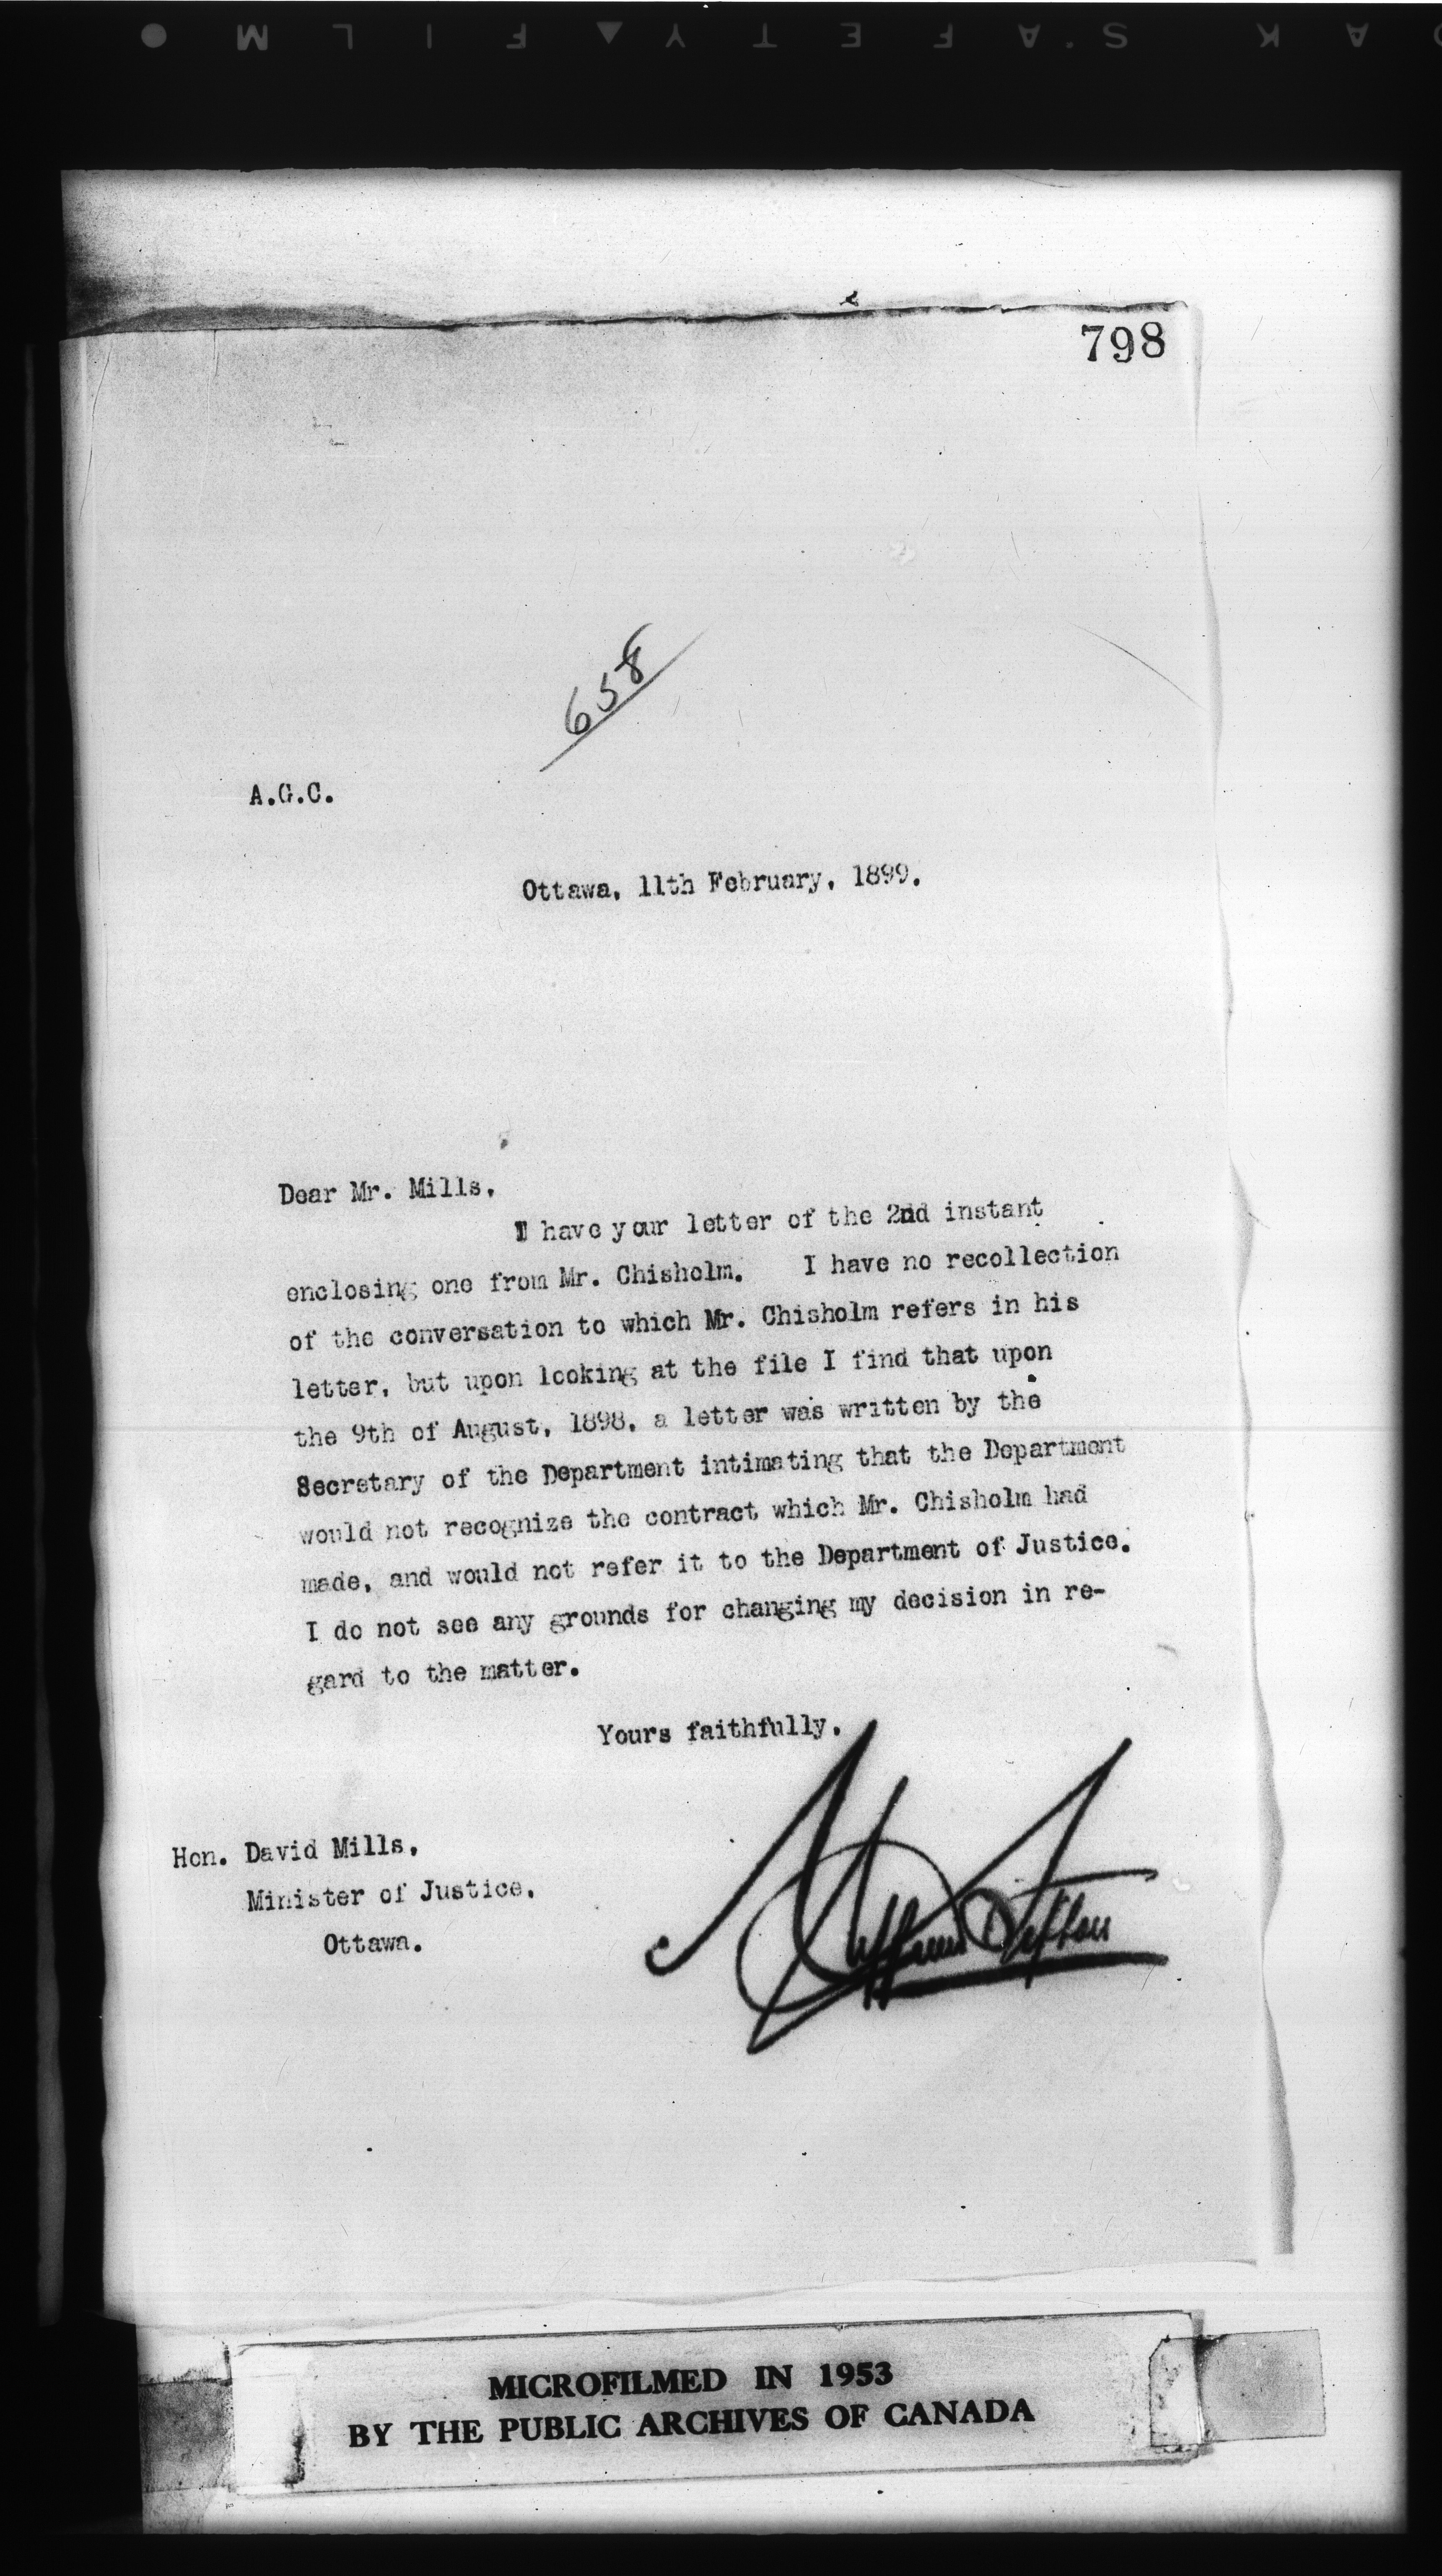 798
658
A.G.C.
Ottawa, 11th February, 1899.
Dear Mr. Mills,
I have your letter of the 2nd instant
enclosing one from Mr. Chisholm. I have no recollection
of the conversation to which Mr. Chisholm refers in his
letter, but upon looking at the file I find that upon
the 9th of August, 1898, a letter was written by the
Secretary of the Department intimating that the Department
would not recognize the contract which Mr. Chisholm had
made, and would not refer it to the Department of Justice.
I do not see any grounds for changing my decision in re-
gard to the matter.
Yours faithfully,
Clifford Sifton
Hon. David Mills,
Minister of Justice,
Ottawa.
MICROFILMED IN 1953
BY THE PUBLIC ARCHIVES OF CANADA